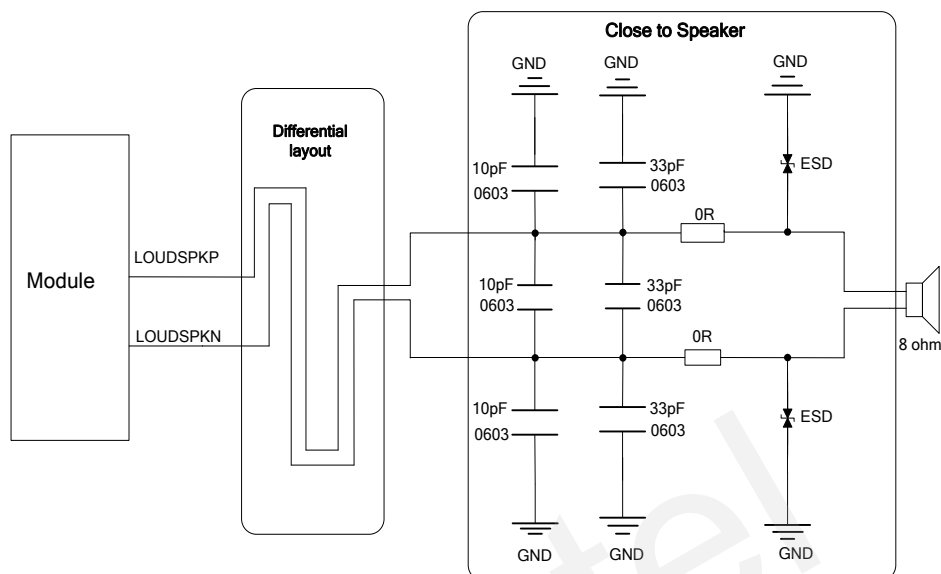 Close to Speaker
GND
GND
GND
Differential
layout
10pF
0603
33pF
0603
ESD
0R
LOUDSPKP
Module
10pF
0603
33pF
0603
LOUDSPKN
0R
8 ohm
10pF
0603
33pF
0603
ESD
GND
GND
GND